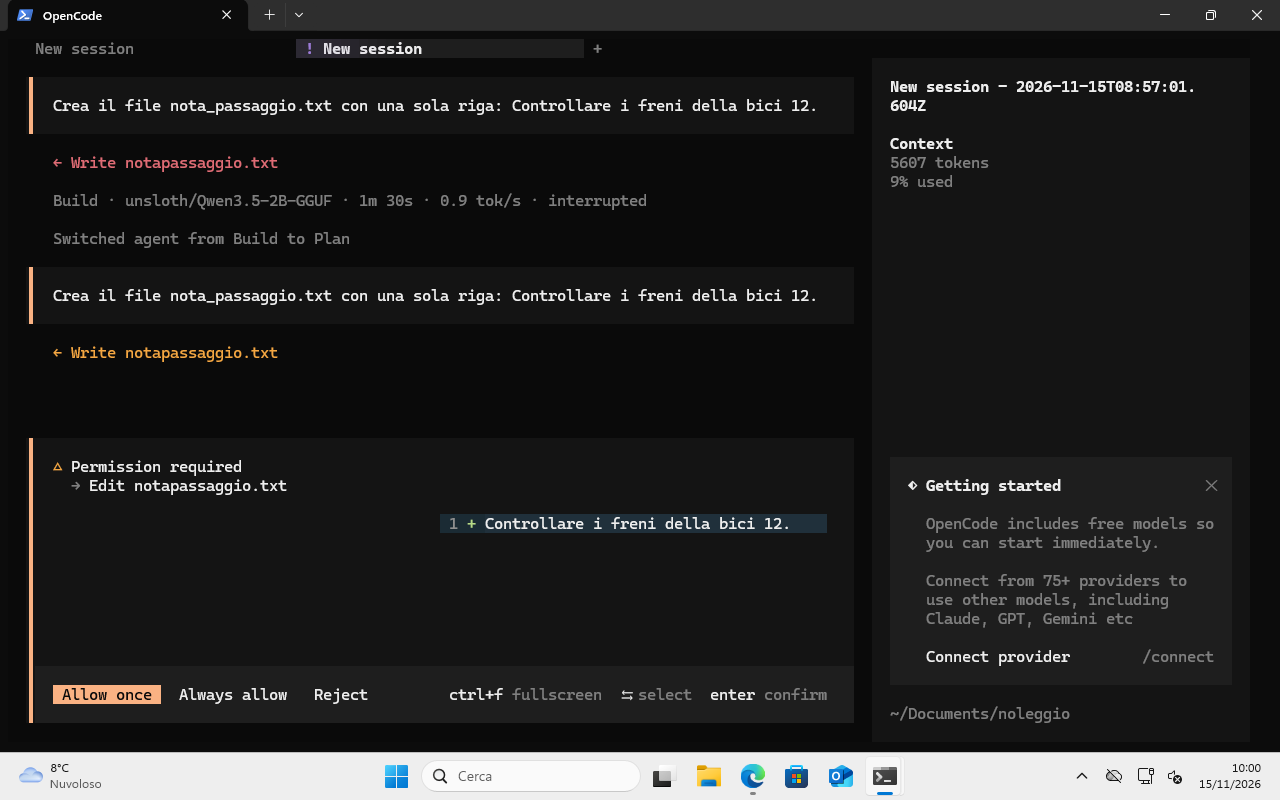 OpenCode
New session
! New session +
Crea il file nota_passaggio.txt con una sola riga: Controllare i freni della bici 12.
← Write notapassaggio.txt
Build · unsloth/Qwen3.5-2B-GGUF · 1m 30s · 0.9 tok/s · interrupted
Switched agent from Build to Plan
Crea il file nota_passaggio.txt con una sola riga: Controllare i freni della bici 12.
← Write notapassaggio.txt
△ Permission required
→ Edit notapassaggio.txt
1 + Controllare i freni della bici 12.
Allow once Always allow Reject ctrl+f fullscreen ⇆ select enter confirm
New session - 2026-11-15T08:57:01.
604Z
Context
5607 tokens
9% used
Getting started
OpenCode includes free models so
you can start immediately.
Connect from 75+ providers to
use other models, including
Claude, GPT, Gemini etc
Connect provider /connect
~/Documents/noleggio
8°C
Nuvoloso
Cerca
10:00
15/11/2026